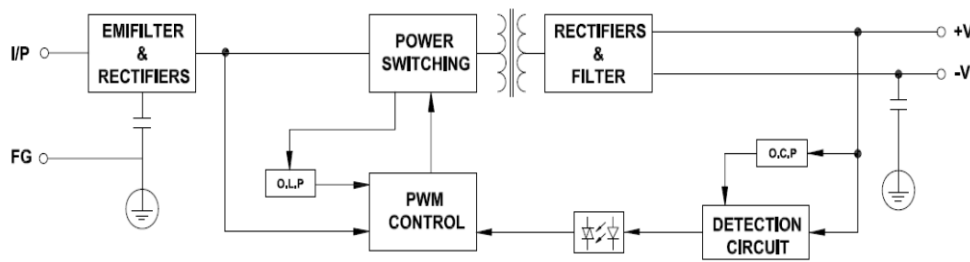 EMIFILTER
&
RECTIFIERS
I/P
POWER
SWITCHING
RECTIFIERS
&
FILTER
+V
-V
FG
O.L.P
O.C.P
PWM
CONTROL
DETECTION
CIRCUIT